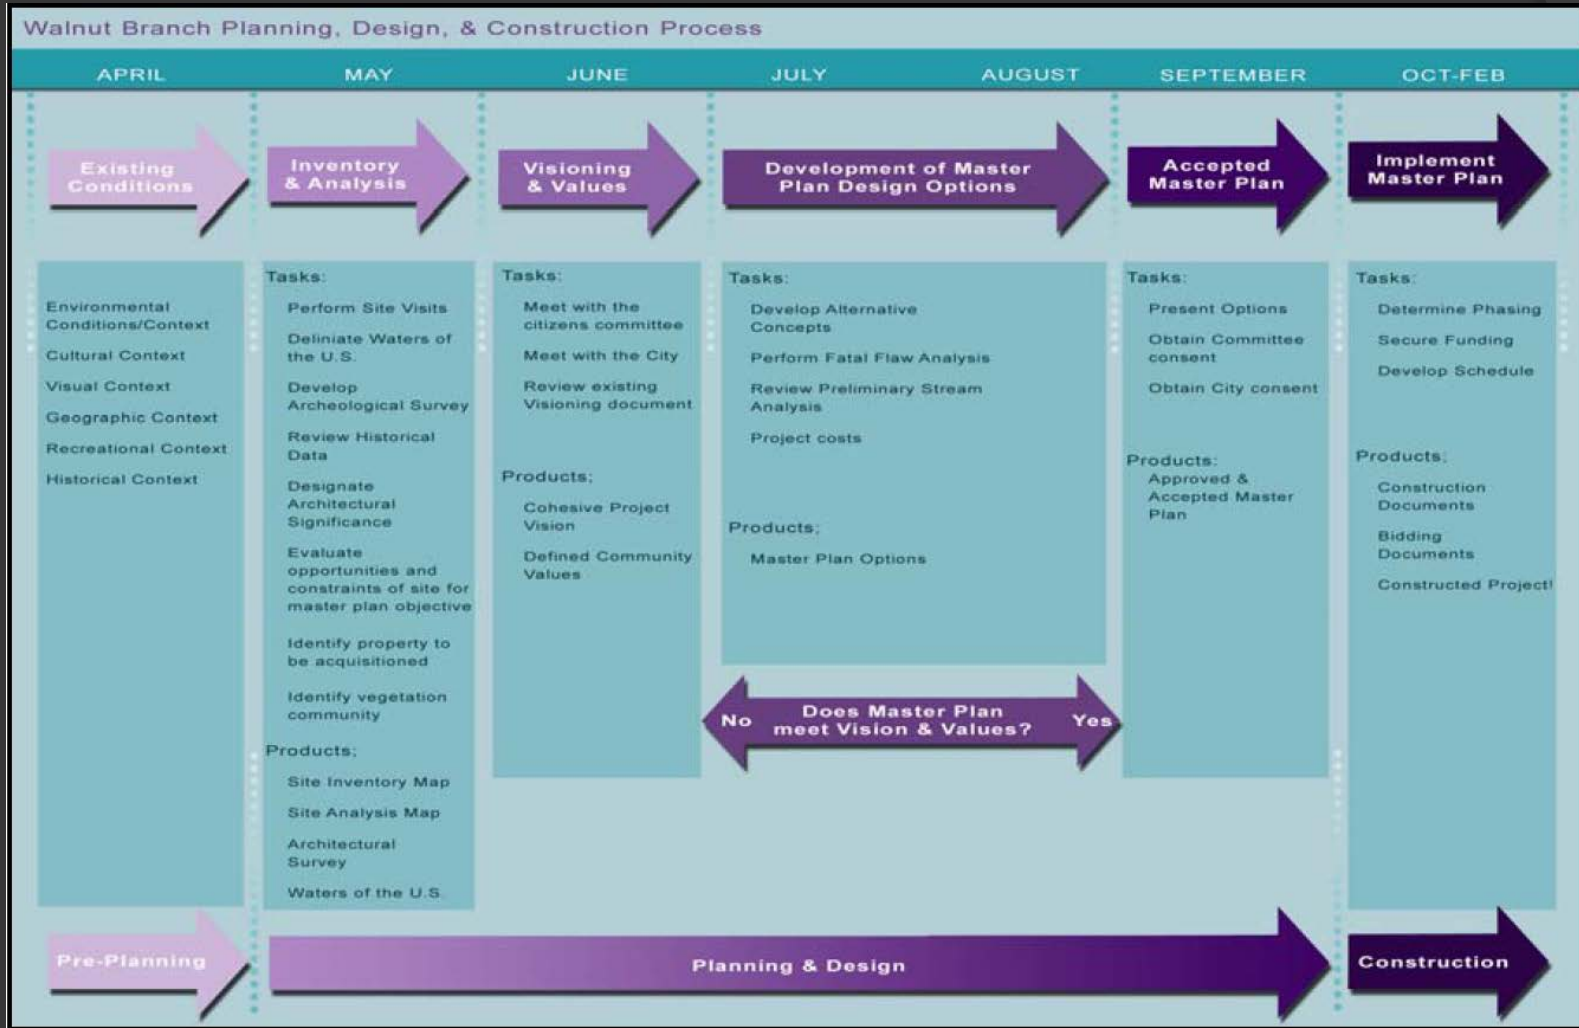 Walnut Branch Planning, Design, & Construction Process
APRIL
MAY
JUNE
JULY
AUGUST
SEPTEMBER
OCT-FEB
Existing
Conditions
Inventory
& Analysis
Visioning
& Values
Development of Master
Plan Design Options
Accepted
Master Plan
Implement
Master Plan
Environmental
Conditions/Context
Cultural Context
Visual Context
Geographic Context
Recreational Context
Historical Context
Tasks:
Perform Site Visits
Deliniate Waters of
the U.S.
Develop
Archeological Survey
Review Historical
Data
Designate
Architectural
Significance
Evaluate
opportunities and
constraints of site for
master plan objective
Identify property to
be acquisitioned
Identify vegetation
community
Products;
Site Inventory Map
Site Analysis Map
Architectural
Survey
Waters of the U.S.
Tasks:
Meet with the
citizens committee
Meet with the City
Review existing
Visioning document
Products;
Cohesive Project
Vision
Defined Community
Values
Tasks:
Develop Alternative
Concepts
Perform Fatal Flaw Analysis
Review Preliminary Stream
Analysis
Project costs
Products;
Master Plan Options
No
Does Master Plan
meet Vision & Values?
Yes
Tasks:
Present Options
Obtain Committee
consent
Obtain City consent
Products:
Approved &
Accepted Master
Plan
Tasks:
Determine Phasing
Secure Funding
Develop Schedule
Products;
Construction
Documents
Bidding
Documents
Constructed Project!
Pre-Planning
Planning & Design
Construction